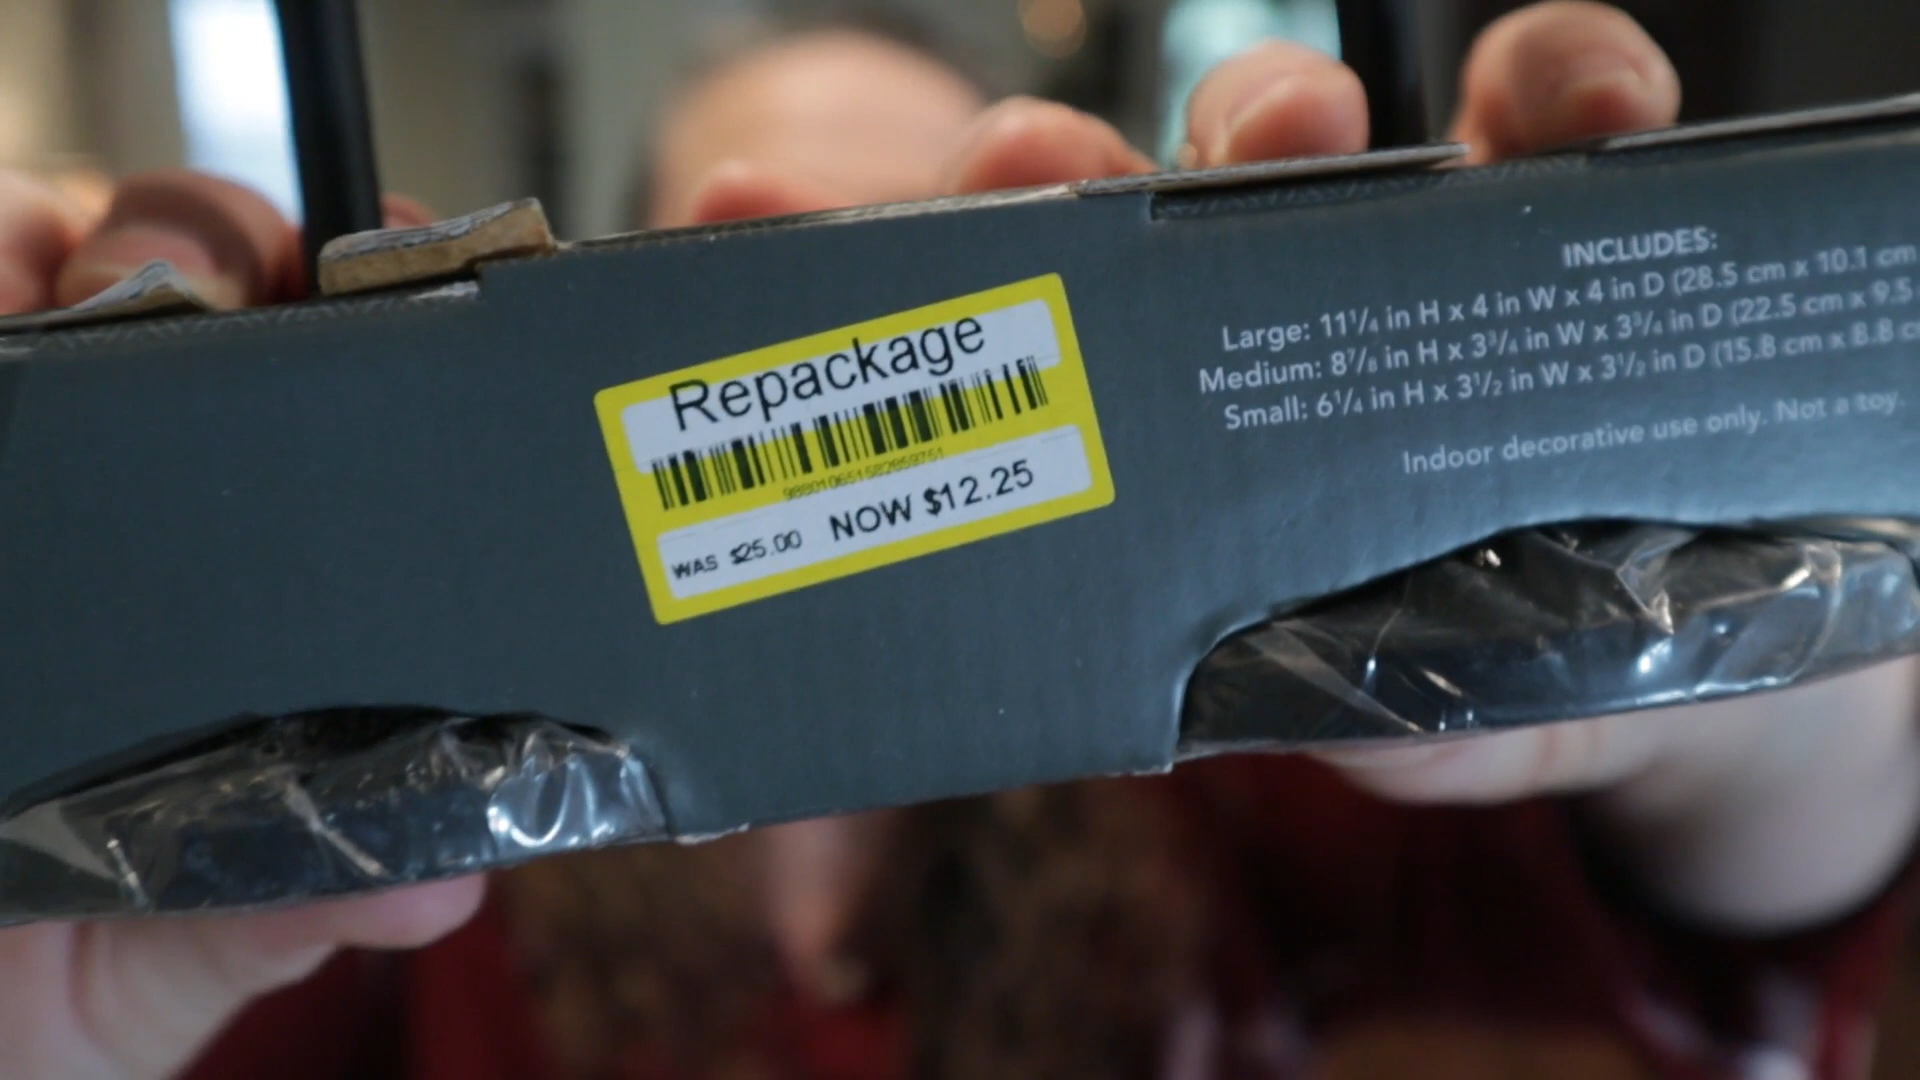 Repackage
WAS $25.00 NOW $12.25
INCLUDES:
Large: 11¹/₄ in H x 4 in W x 4 in D (28.5 cm x 10.1 cm
Medium: 8⁷/₈ in H x 3³/₄ in W x 3³/₄ in D (22.5 cm x 9.5
Small: 6¹/₄ in H x 3¹/₂ in W x 3¹/₂ in D (15.8 cm x 8.8
Indoor decorative use only. Not a toy.